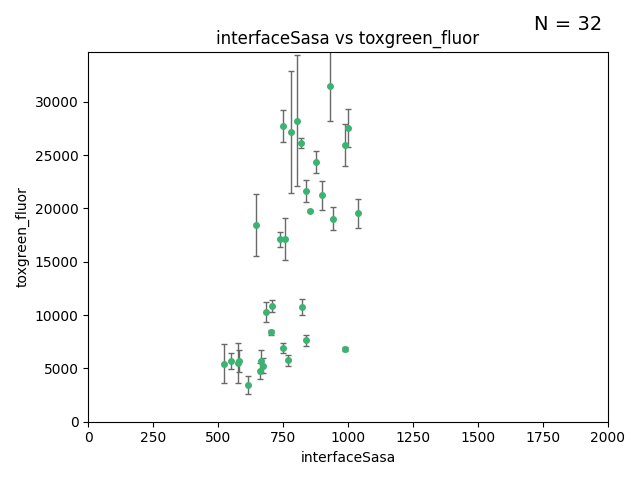 N = 32
interfaceSasa vs toxgreen_fluor
toxgreen_fluor
30000
25000
20000
15000
10000
5000
0
0 250 500 750 1000 1250 1500 1750 2000
interfaceSasa